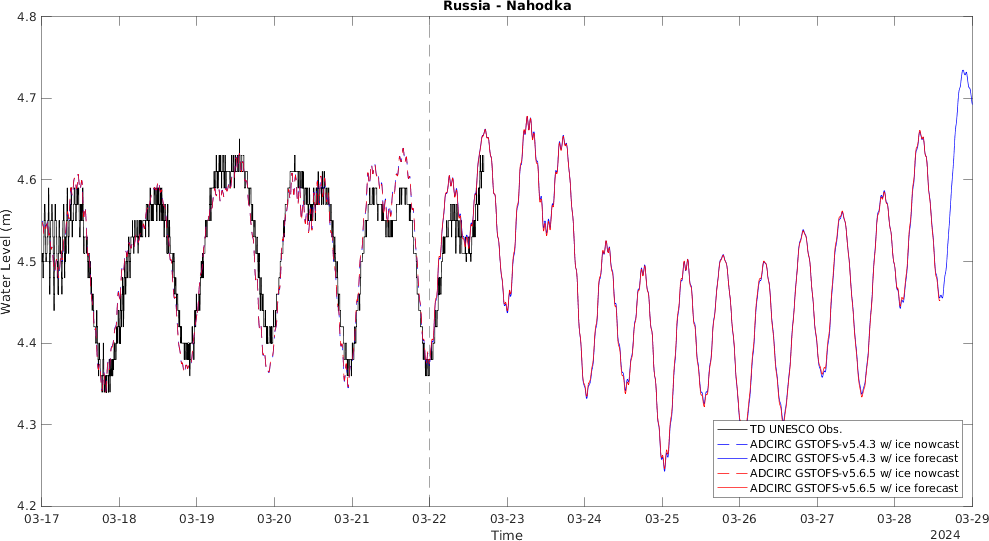 Russia - Nahodka
Water Level (m)
4.8
4.7
4.6
4.5
4.4
4.3
4.2
TD UNESCO Obs.
ADCIRC GSTOFS-v5.4.3 w/ ice nowcast
ADCIRC GSTOFS-v5.4.3 w/ ice forecast
ADCIRC GSTOFS-v5.6.5 w/ ice nowcast
ADCIRC GSTOFS-v5.6.5 w/ ice forecast
03-17 03-18 03-19 03-20 03-21 03-22 03-23 03-24 03-25 03-26 03-27 03-28 03-29
Time
2024